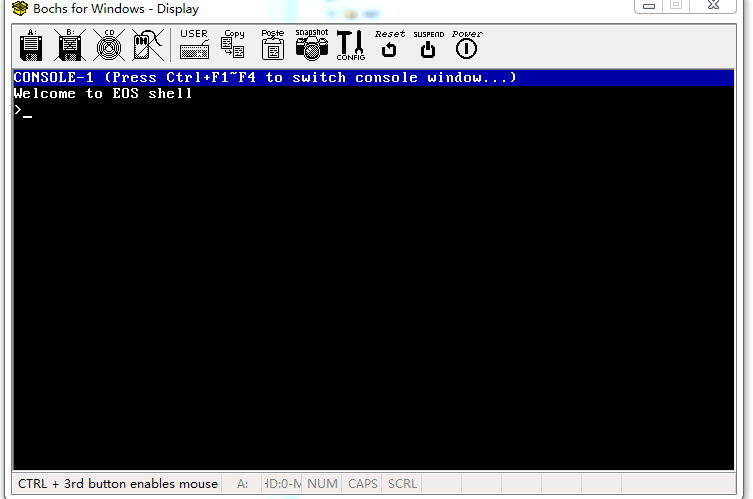 Bochs for Windows - Display
A: B: CD USER Copy Poste snapshot CONFIG Reset SUSPEND Power
CONSOLE-1 (Press Ctrl+F1~F4 to switch console window...)
Welcome to EOS shell
>_
CTRL + 3rd button enables mouse A: HD:0-M NUM CAPS SCRL